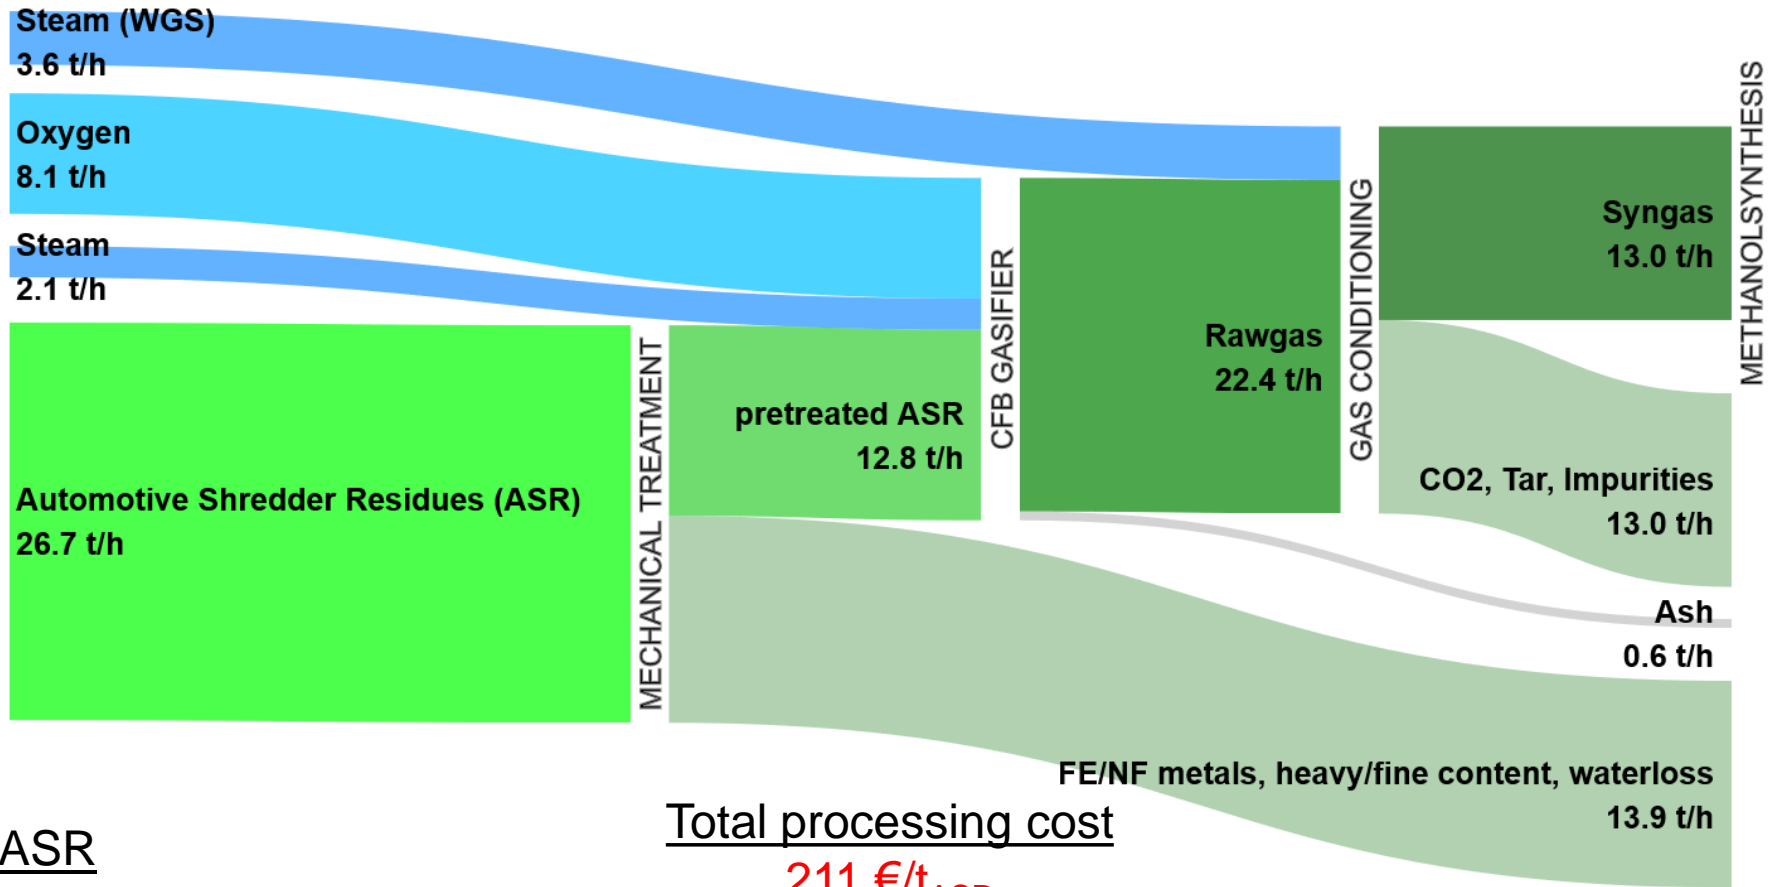 Steam (WGS)
3.6 t/h
Oxygen
8.1 t/h
Steam
2.1 t/h
Automotive Shredder Residues (ASR)
26.7 t/h
MECHANICAL TREATMENT
pretreated ASR
12.8 t/h
CFB GASIFIER
Rawgas
22.4 t/h
GAS CONDITIONING
Syngas
13.0 t/h
METHANOLSYNTHESIS
CO2, Tar, Impurities
13.0 t/h
Ash
0.6 t/h
FE/NF metals, heavy/fine content, waterloss
13.9 t/h
ASR
Total processing cost
211 €/tASR